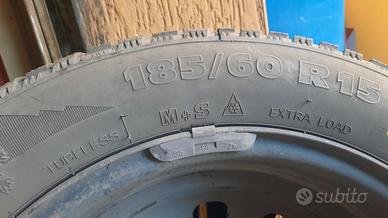 185/60 R 15
TUBELESS
M+S
EXTRA LOAD
subito